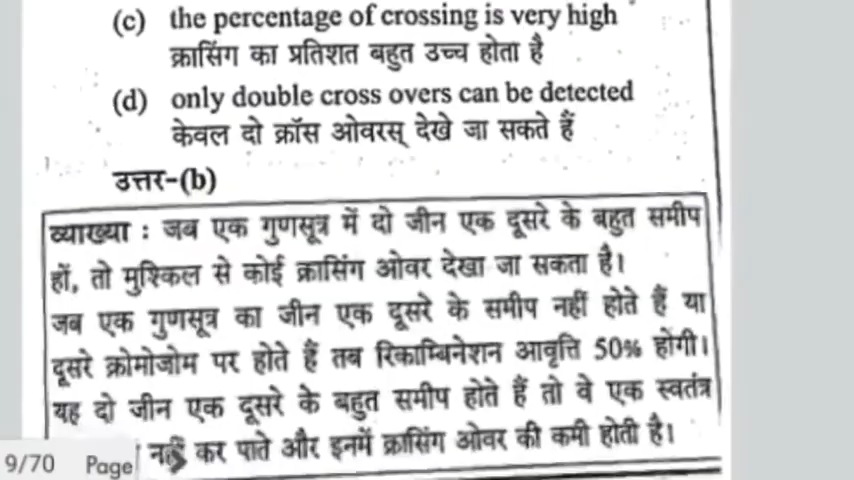 (c) the percentage of crossing is very high
क्रासिंग का प्रतिशत बहुत उच्च होता है
(d) only double cross overs can be detected
केवल दो क्रॉस ओवरस् देखे जा सकते हैं
उत्तर-(b)
व्याख्या : जब एक गुणसूत्र में दो जीन एक दूसरे के बहुत समीप
हों, तो मुश्किल से कोई क्रासिंग ओवर देखा जा सकता है।
जब एक गुणसूत्र का जीन एक दूसरे के समीप नहीं होते हैं या
दूसरे क्रोमोजोम पर होते हैं तब रिकाम्बिनेशन आवृत्ति 50% होंगी।
यह दो जीन एक दूसरे के बहुत समीप होते हैं तो वे एक स्वतंत्र
नहीं कर पाते और इनमें क्रासिंग ओवर की कमी होती है।
9/70 Page